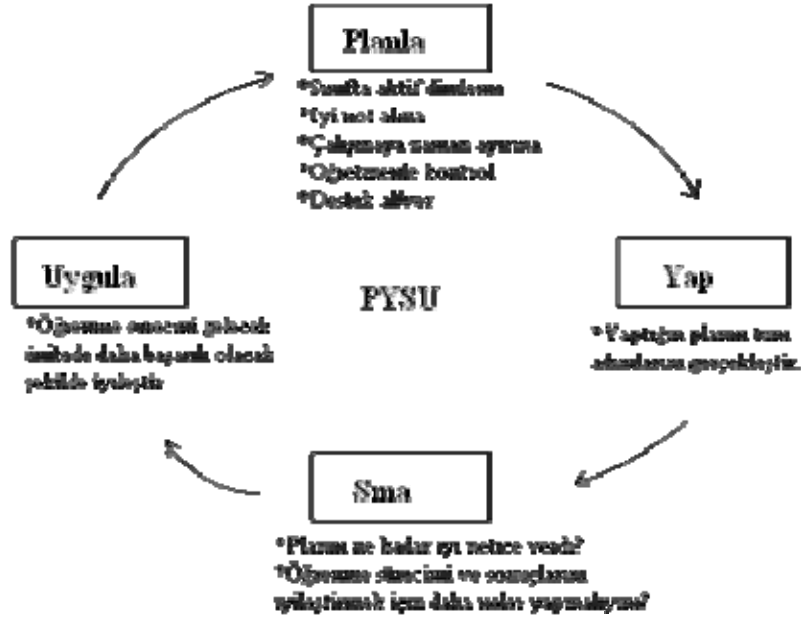 Planla
*Sınıfta aktif dinleme
*İyi not alma
*Çalışmaya zaman ayırma
*Öğretmenle kontrol
*Destek
Uygula
PYSU
Yap
*Öğrenme sürecini gelecek
ünitede daha başarılı olacak
şekilde iyileştir
*Yaptığın planın tüm
adımlarını gerçekleştir.
Sına
*Planın ne kadar iyi netice verdi?
*Öğrenme sürecimi ve sonuçlarını
iyileştirmek için daha neler yapmalıyım?